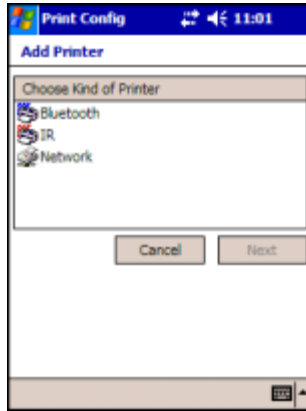 Print Config 11:01
Add Printer
Choose Kind of Printer
Bluetooth
IR
Network
Cancel Next